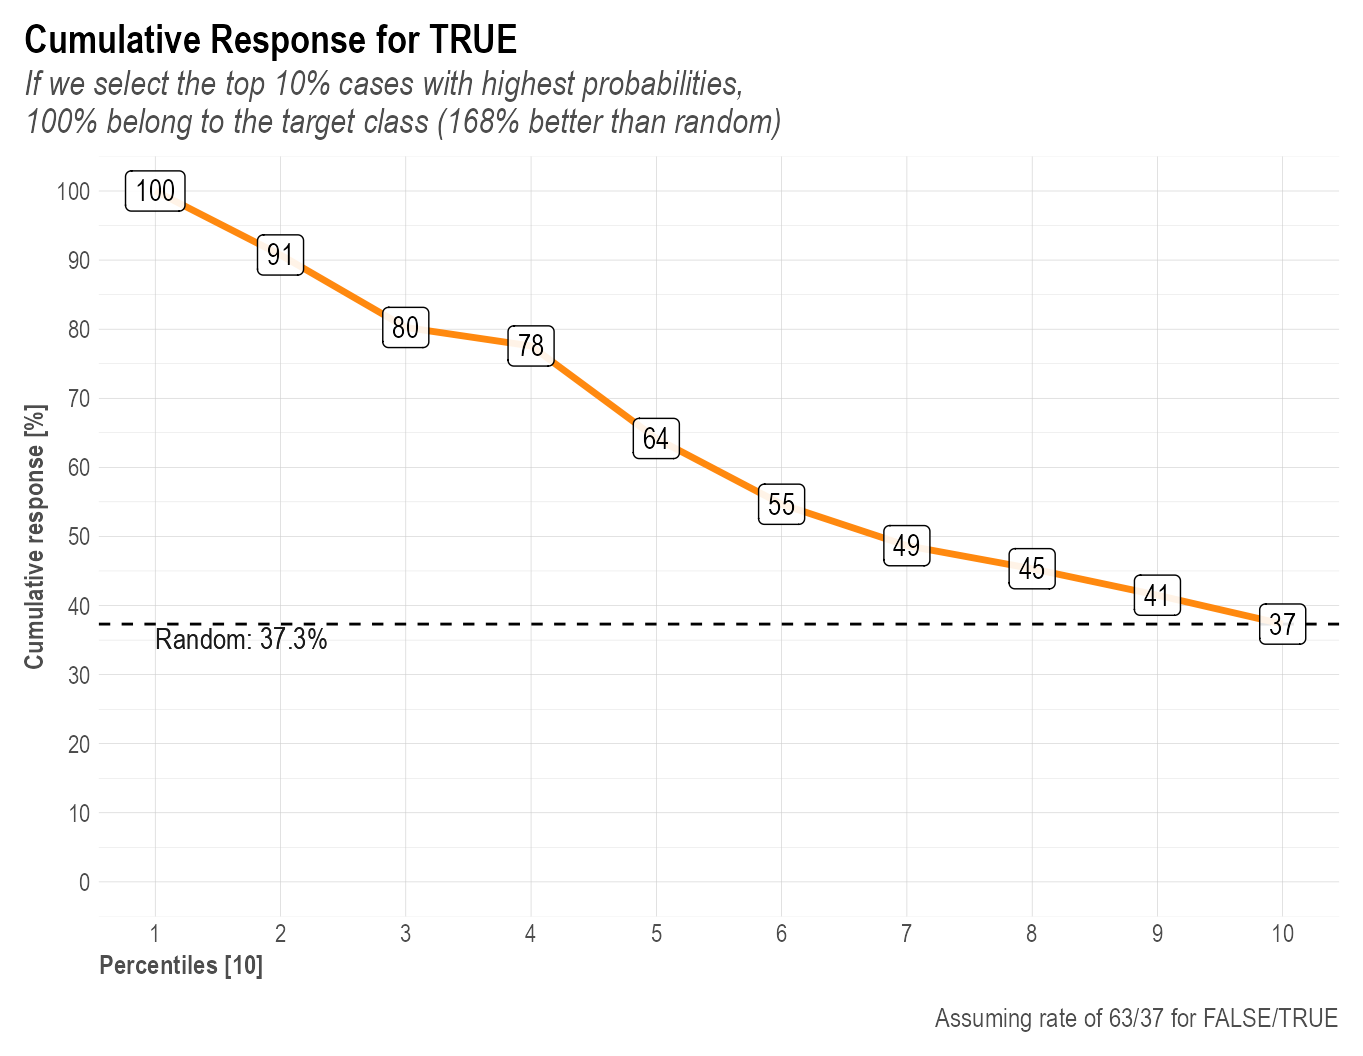 Cumulative Response for TRUE
If we select the top 10% cases with highest probabilities,
100% belong to the target class (168% better than random)
Cumulative response [%]
100
90
80
70
60
50
40
30
20
10
0
100
91
80
78
64
55
49
45
41
37
Random: 37.3%
1 2 3 4 5 6 7 8 9 10
Percentiles [10]
Assuming rate of 63/37 for FALSE/TRUE